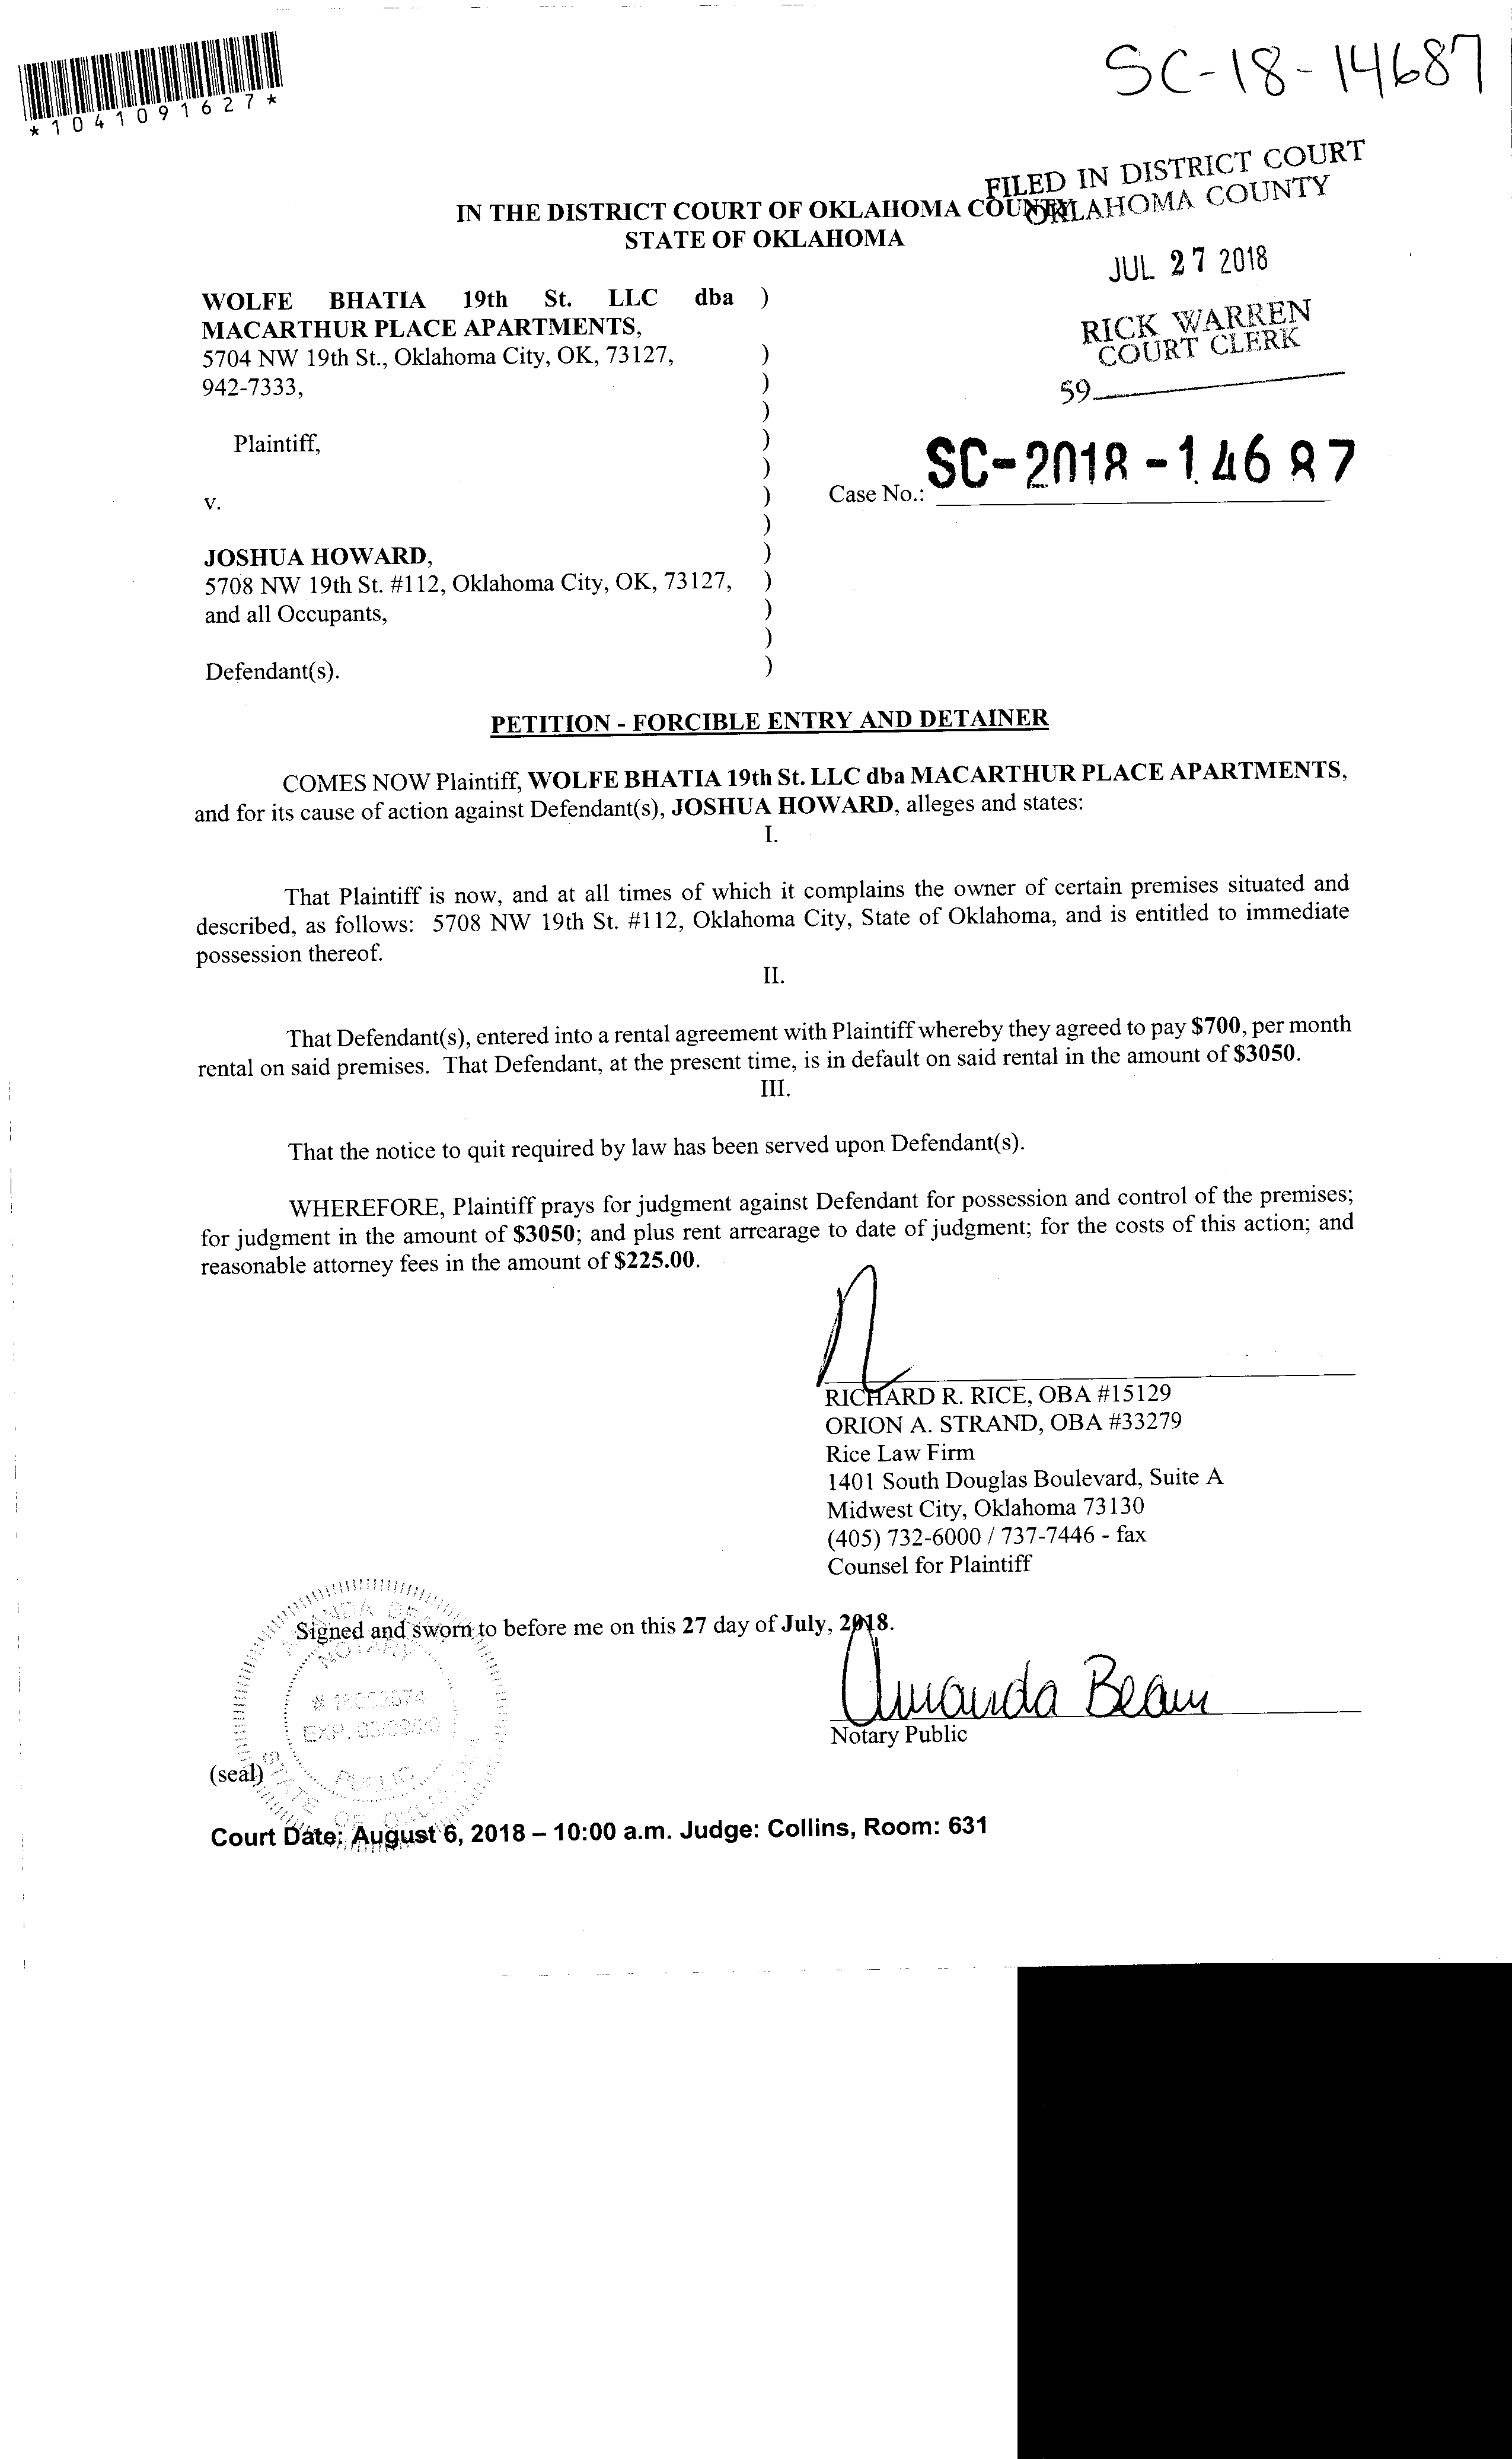 SC-18-14687
*1041091627*
FILED IN DISTRICT COURT
OKLAHOMA COUNTY
IN THE DISTRICT COURT OF OKLAHOMA COUNTY
STATE OF OKLAHOMA
JUL 27 2018
RICK WARREN
COURT CLERK
59
WOLFE BHATIA 19th St. LLC dba )
MACARTHUR PLACE APARTMENTS,
5704 NW 19th St., Oklahoma City, OK, 73127, )
942-7333, )
)
Plaintiff, )
)
v. )
Case No.: SC-2018-14687
)
JOSHUA HOWARD, )
5708 NW 19th St. #112, Oklahoma City, OK, 73127, )
and all Occupants, )
)
Defendant(s). )
PETITION - FORCIBLE ENTRY AND DETAINER
COMES NOW Plaintiff, WOLFE BHATIA 19th St. LLC dba MACARTHUR PLACE APARTMENTS,
and for its cause of action against Defendant(s), JOSHUA HOWARD, alleges and states:
I.
That Plaintiff is now, and at all times of which it complains the owner of certain premises situated and
described, as follows: 5708 NW 19th St. #112, Oklahoma City, State of Oklahoma, and is entitled to immediate
possession thereof.
II.
That Defendant(s), entered into a rental agreement with Plaintiff whereby they agreed to pay $700, per month
rental on said premises. That Defendant, at the present time, is in default on said rental in the amount of $3050.
III.
That the notice to quit required by law has been served upon Defendant(s).
WHEREFORE, Plaintiff prays for judgment against Defendant for possession and control of the premises;
for judgment in the amount of $3050; and plus rent arrearage to date of judgment; for the costs of this action; and
reasonable attorney fees in the amount of $225.00.
RICHARD R. RICE, OBA #15129
ORION A. STRAND, OBA #33279
Rice Law Firm
1401 South Douglas Boulevard, Suite A
Midwest City, Oklahoma 73130
(405) 732-6000 / 737-7446 - fax
Counsel for Plaintiff
Signed and sworn to before me on this 27 day of July, 2018.
Amanda Beam
Notary Public
NOTARY
EXP.
PUBLIC
STATE OF
(seal)
Court Date: August 6, 2018 – 10:00 a.m. Judge: Collins, Room: 631